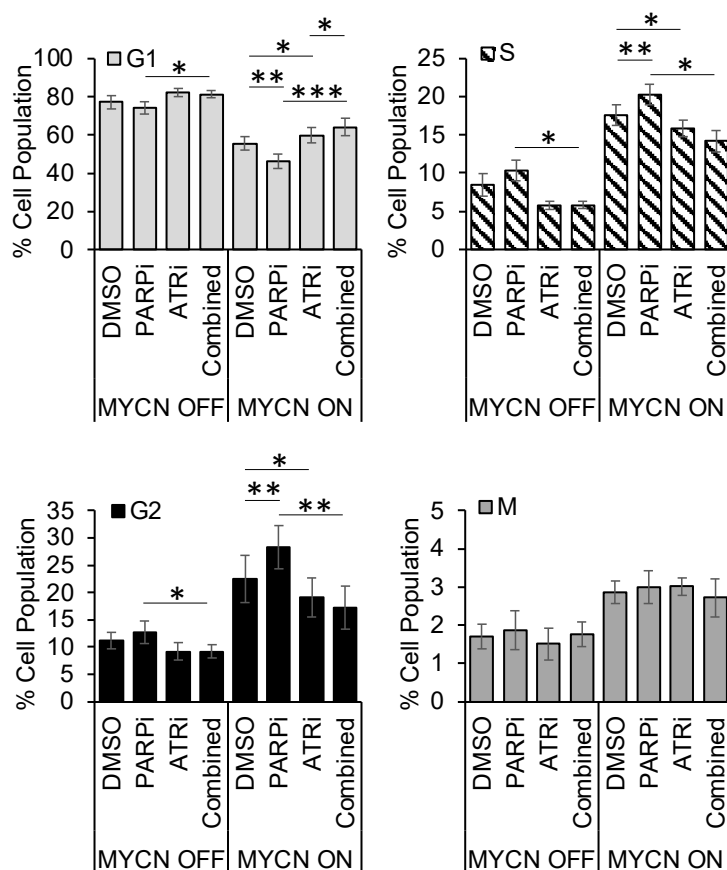 G1
% Cell Population
100
80
60
40
20
0
*
*
**
***
*
DMSO
PARPi
ATRi
Combined
DMSO
PARPi
ATRi
Combined
MYCN OFF
MYCN ON
S
% Cell Population
25
20
15
10
5
0
*
*
**
*
DMSO
PARPi
ATRi
Combined
DMSO
PARPi
ATRi
Combined
MYCN OFF
MYCN ON
G2
% Cell Population
35
30
25
20
15
10
5
0
*
*
**
**
DMSO
PARPi
ATRi
Combined
DMSO
PARPi
ATRi
Combined
MYCN OFF
MYCN ON
M
% Cell Population
5
4
3
2
1
0
DMSO
PARPi
ATRi
Combined
DMSO
PARPi
ATRi
Combined
MYCN OFF
MYCN ON